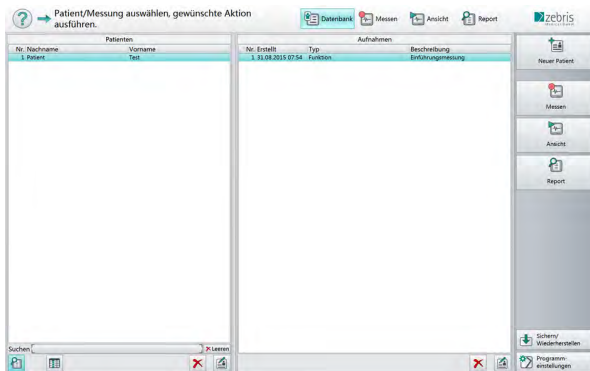 Patient/Messung auswählen, gewünschte Aktion
ausführen.
Datenbank Messen Ansicht Report
zebris
Patienten
Nr. Nachname Vorname
1 Patient Test
Aufnahmen
Nr. Erstellt Typ Beschreibung
1 31.08.2015 07:54 Funktion Einführungsmessung
Neuer Patient
Messen
Ansicht
Report
Suchen
Leeren
Sichern/
Wiederherstellen
Programm-
einstellungen